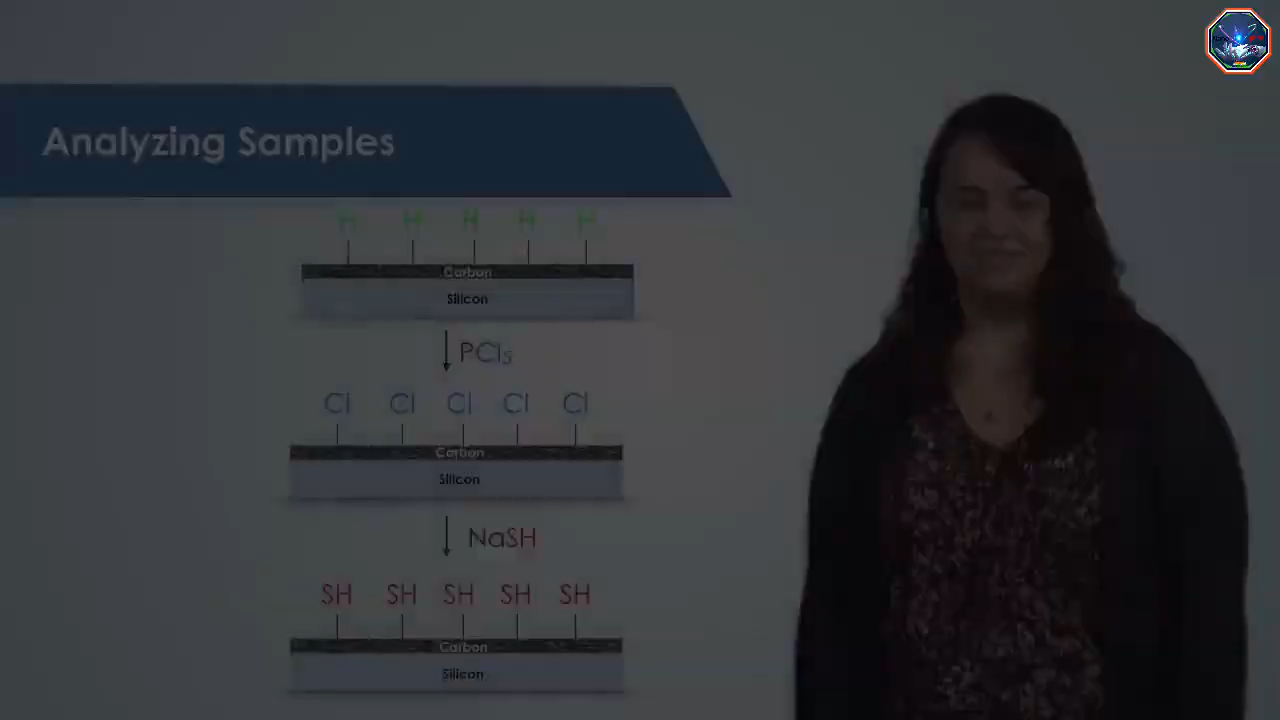 Analyzing Samples
H H H H H
Carbon
Silicon
PCl₅
Cl Cl Cl Cl Cl
Carbon
Silicon
NaSH
SH SH SH SH SH
Carbon
Silicon